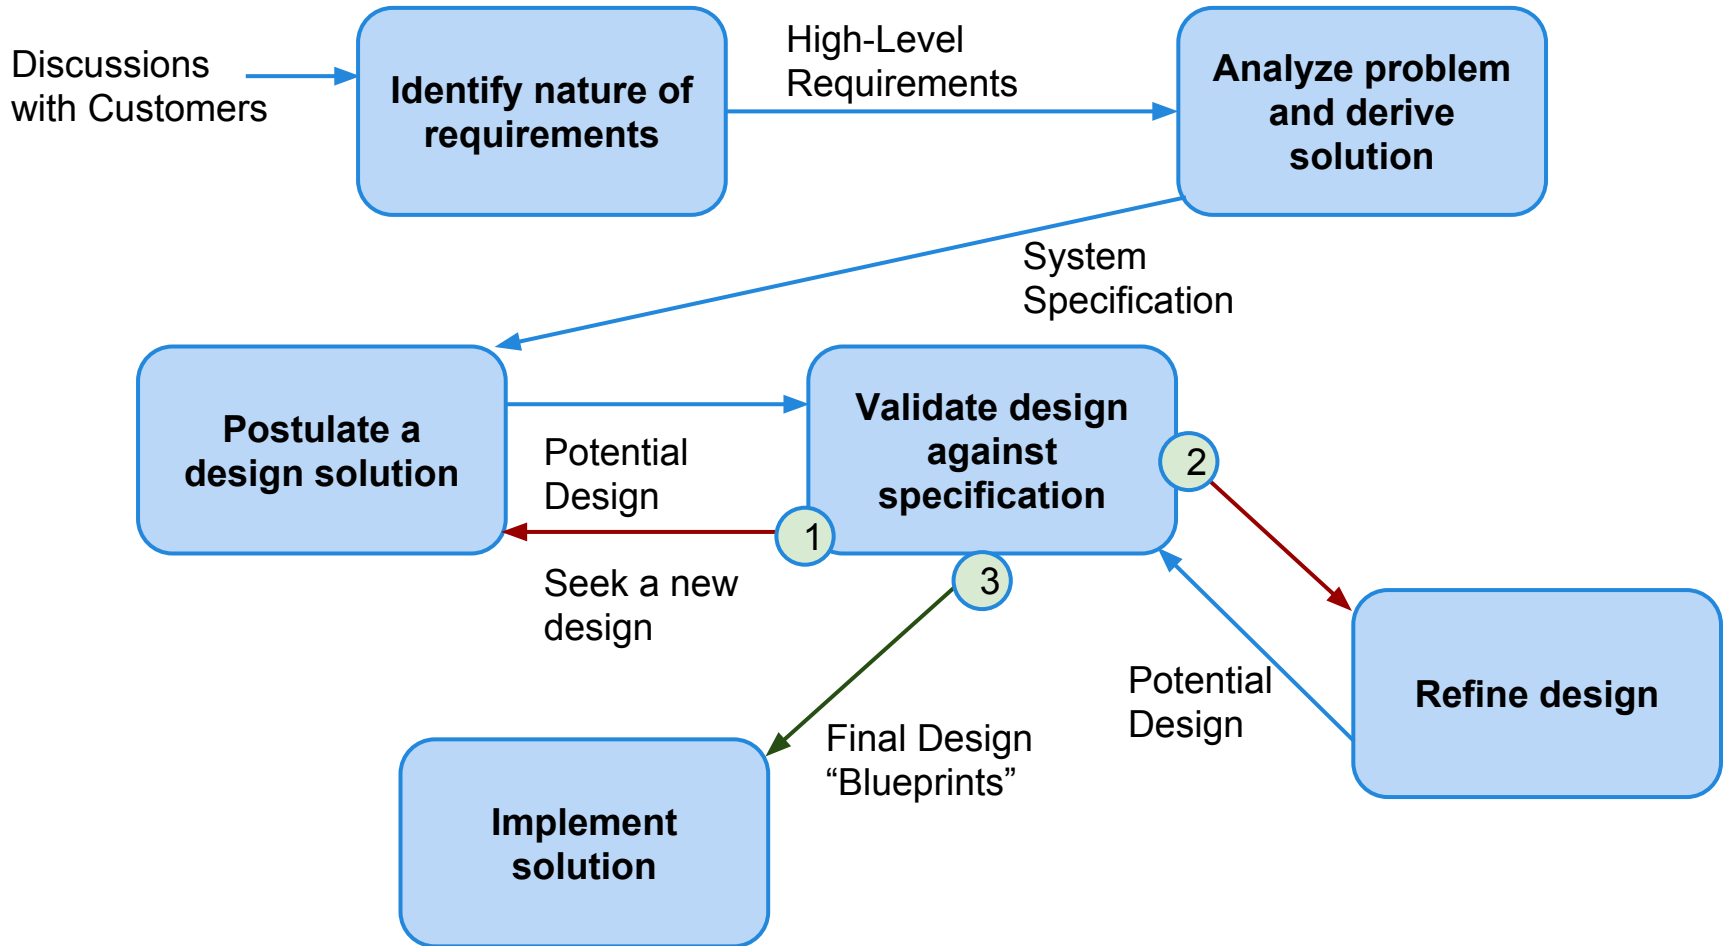 Discussions
with Customers
Identify nature of
requirements
High-Level
Requirements
Analyze problem
and derive
solution
System
Specification
Postulate a
design solution
Potential
Design
Validate design
against
specification
1
2
3
Seek a new
design
Potential
Design
Refine design
Final Design
“Blueprints”
Implement
solution